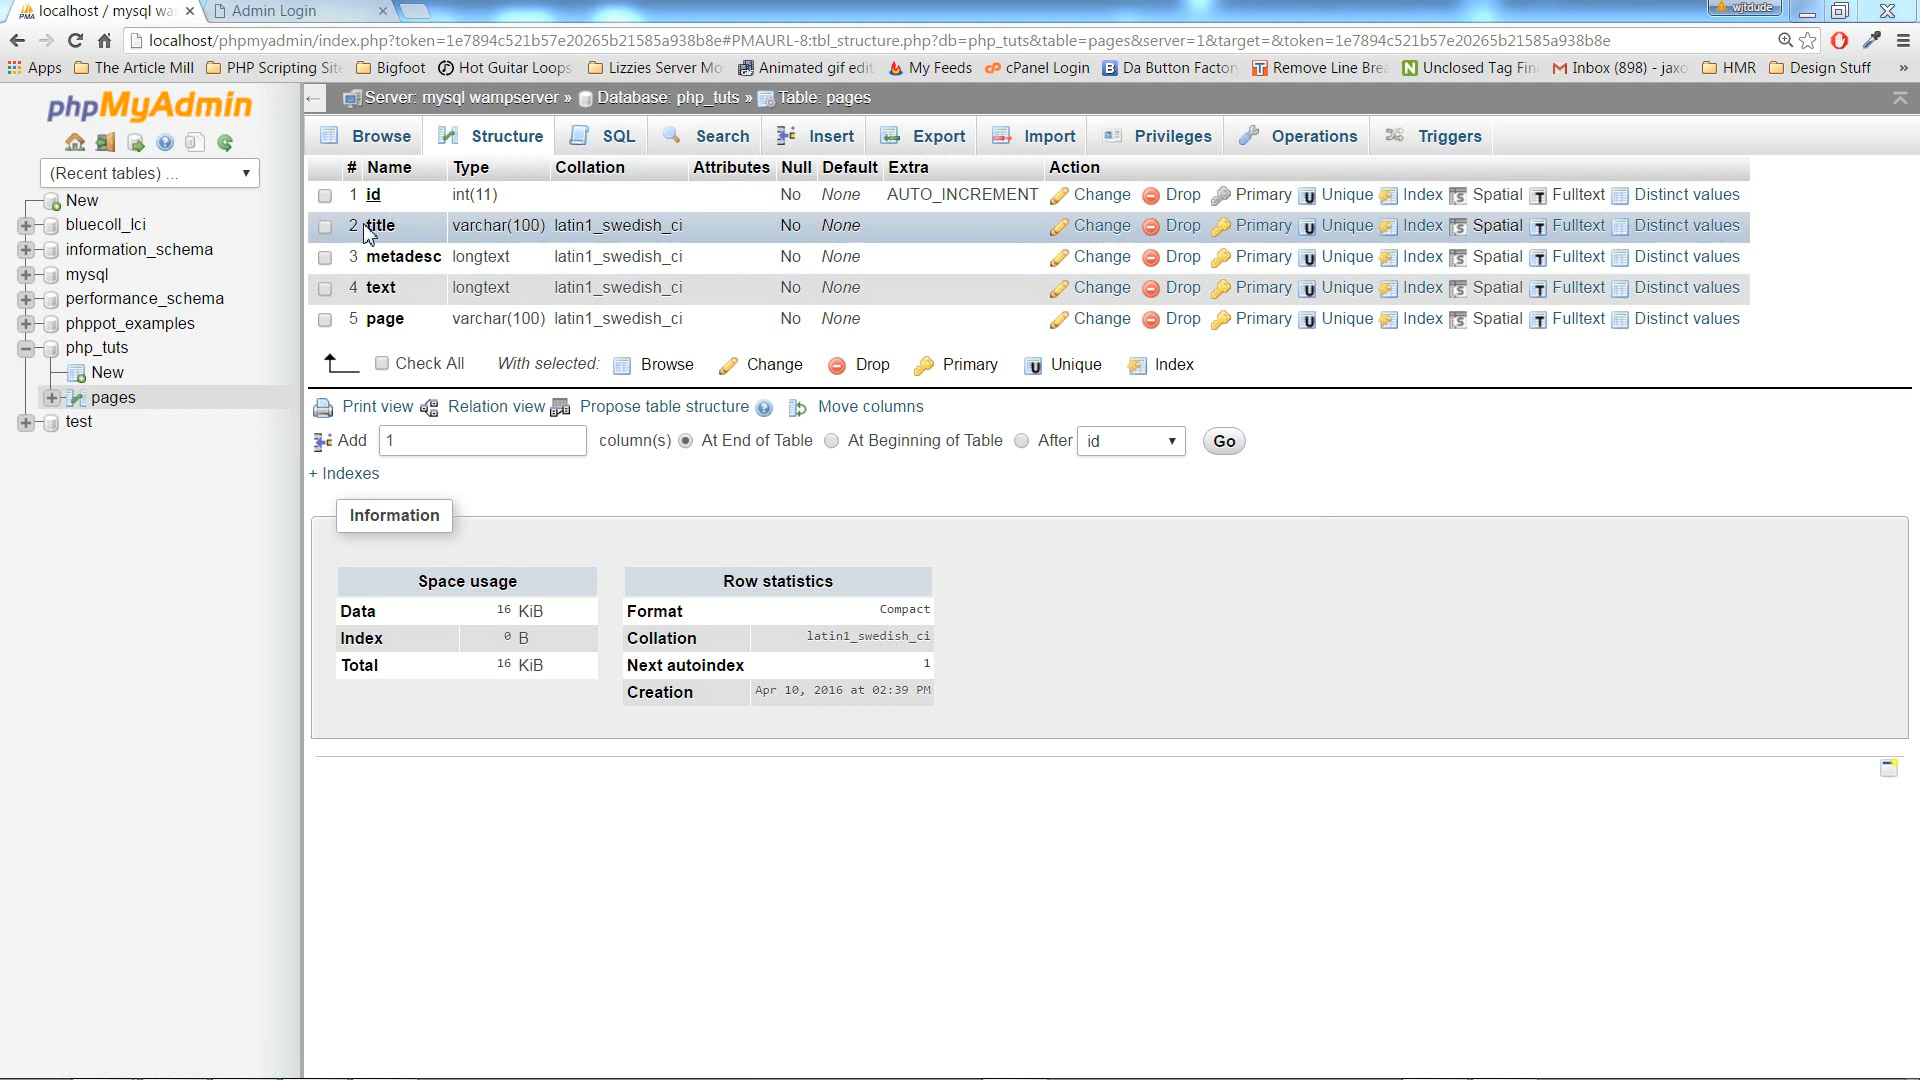 localhost / mysql wa
Admin Login
wjtdude
localhost/phpmyadmin/index.php?token=1e7894c521b57e20265b21585a938b8e#PMAURL-8:tbl_structure.php?db=php_tuts&table=pages&server=1&target=&token=1e7894c521b57e20265b21585a938b8e
Apps The Article Mill PHP Scripting Site Bigfoot Hot Guitar Loops Lizzies Server Mo Animated gif edit My Feeds cPanel Login Da Button Factor Remove Line Brea Unclosed Tag Fin Inbox (898) - jaxo HMR Design Stuff »
phpMyAdmin
(Recent tables) ...
New
bluecoll_lci
information_schema
mysql
performance_schema
phppot_examples
php_tuts
New
pages
test
Server: mysql wampserver » Database: php_tuts » Table: pages
Browse Structure SQL Search Insert Export Import Privileges Operations Triggers
# Name Type Collation Attributes Null Default Extra Action
1 id int(11) No None AUTO_INCREMENT Change Drop Primary Unique Index Spatial Fulltext Distinct values
2 title varchar(100) latin1_swedish_ci No None Change Drop Primary Unique Index Spatial Fulltext Distinct values
3 metadesc longtext latin1_swedish_ci No None Change Drop Primary Unique Index Spatial Fulltext Distinct values
4 text longtext latin1_swedish_ci No None Change Drop Primary Unique Index Spatial Fulltext Distinct values
5 page varchar(100) latin1_swedish_ci No None Change Drop Primary Unique Index Spatial Fulltext Distinct values
Check All With selected: Browse Change Drop Primary Unique Index
Print view Relation view Propose table structure Move columns
Add 1 column(s) At End of Table At Beginning of Table After id Go
+ Indexes
Information
Space usage
Data 16 KiB
Index 0 B
Total 16 KiB
Row statistics
Format Compact
Collation latin1_swedish_ci
Next autoindex 1
Creation Apr 10, 2016 at 02:39 PM